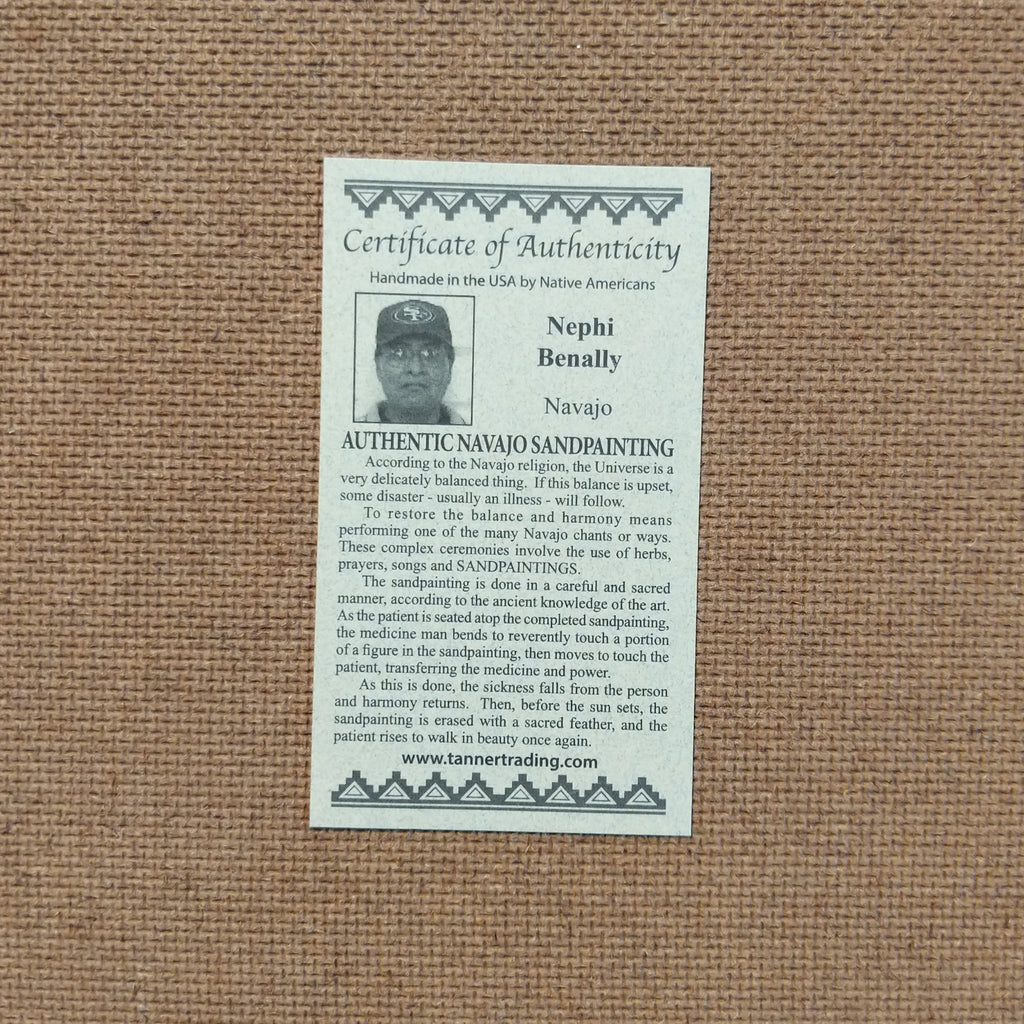 Certificate of Authenticity
Handmade in the USA by Native Americans
SF
Nephi
Benally
Navajo
AUTHENTIC NAVAJO SANDPAINTING
According to the Navajo religion, the Universe is a
very delicately balanced thing. If this balance is upset,
some disaster - usually an illness - will follow.
To restore the balance and harmony means
performing one of the many Navajo chants or ways.
These complex ceremonies involve the use of herbs,
prayers, songs and SANDPAINTINGS.
The sandpainting is done in a careful and sacred
manner, according to the ancient knowledge of the art.
As the patient is seated atop the completed sandpainting,
the medicine man bends to reverently touch a portion
of a figure in the sandpainting, then moves to touch the
patient, transferring the medicine and power.
As this is done, the sickness falls from the person
and harmony returns. Then, before the sun sets, the
sandpainting is erased with a sacred feather, and the
patient rises to walk in beauty once again.
www.tannertrading.com